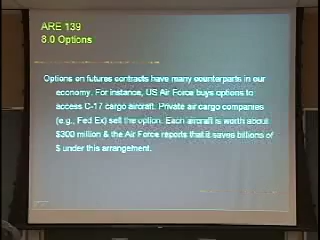 ARE 139
8.0 Options
Options on futures contracts have many counterparts in our
economy. For instance, US Air Force buys options to
access C-17 cargo aircraft. Private air cargo companies
(e.g., Fed Ex) sell the option. Each aircraft is worth about
$300 million & the Air Force reports that it saves billions of
$ under this arrangement.